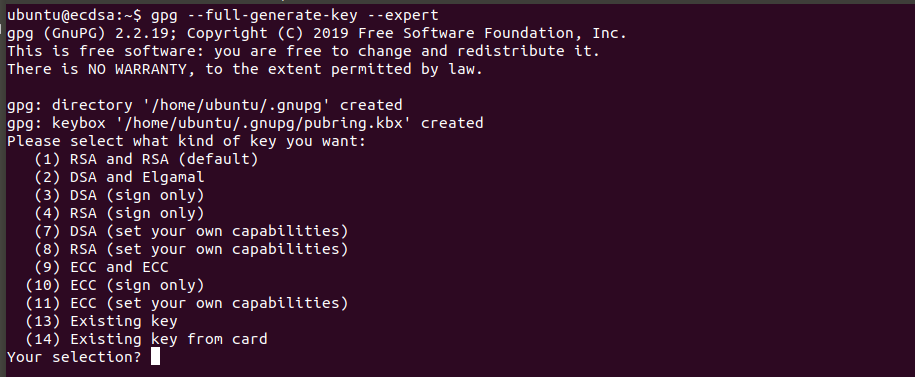 ubuntu@ecdsa:~$ gpg --full-generate-key --expert
gpg (GnuPG) 2.2.19; Copyright (C) 2019 Free Software Foundation, Inc.
This is free software: you are free to change and redistribute it.
There is NO WARRANTY, to the extent permitted by law.

gpg: directory '/home/ubuntu/.gnupg' created
gpg: keybox '/home/ubuntu/.gnupg/pubring.kbx' created
Please select what kind of key you want:
   (1) RSA and RSA (default)
   (2) DSA and Elgamal
   (3) DSA (sign only)
   (4) RSA (sign only)
   (7) DSA (set your own capabilities)
   (8) RSA (set your own capabilities)
   (9) ECC and ECC
  (10) ECC (sign only)
  (11) ECC (set your own capabilities)
  (13) Existing key
  (14) Existing key from card
Your selection?